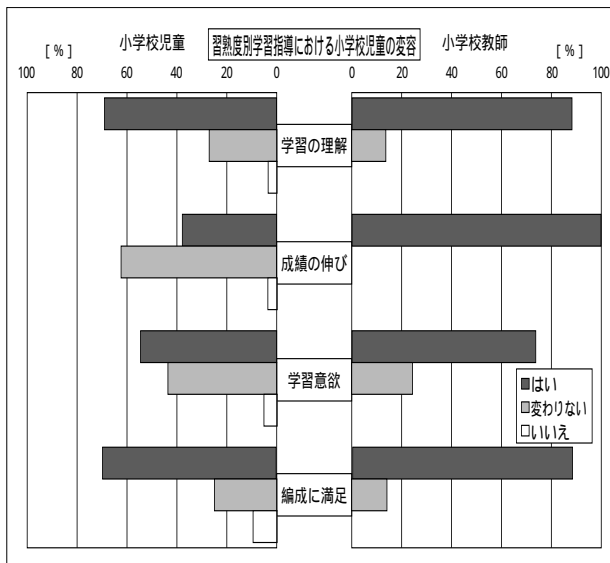 小学校児童
習熟度別学習指導における小学校児童の変容
小学校教師
[ % ]
[ % ]
100 80 60 40 20 0
0 20 40 60 80 100
学習の理解
成績の伸び
学習意欲
編成に満足
はい
変わりない
いいえ